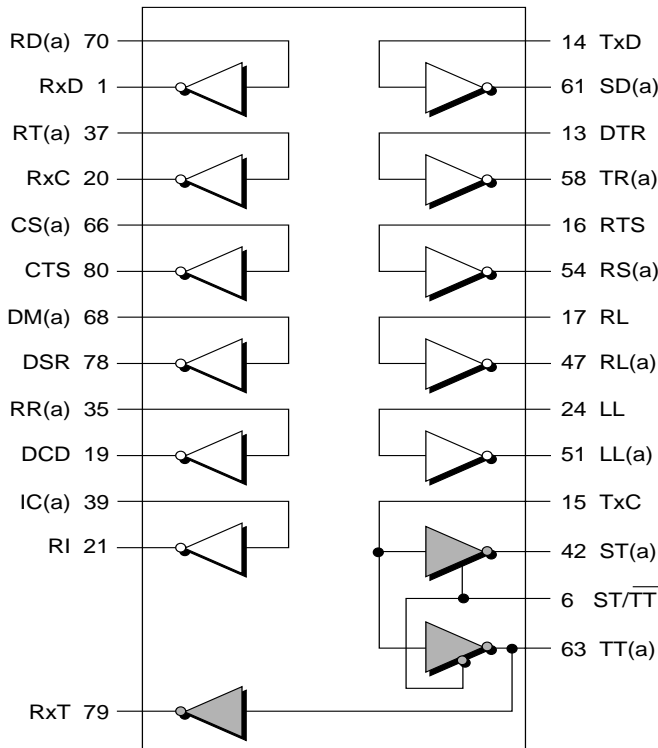 RD(a) 70
RxD 1
RT(a) 37
RxC 20
CS(a) 66
CTS 80
DM(a) 68
DSR 78
RR(a) 35
DCD 19
IC(a) 39
RI 21
RxT 79
14 TxD
61 SD(a)
13 DTR
58 TR(a)
16 RTS
54 RS(a)
17 RL
47 RL(a)
24 LL
51 LL(a)
15 TxC
42 ST(a)
6 ST/T̅T̅
63 TT(a)